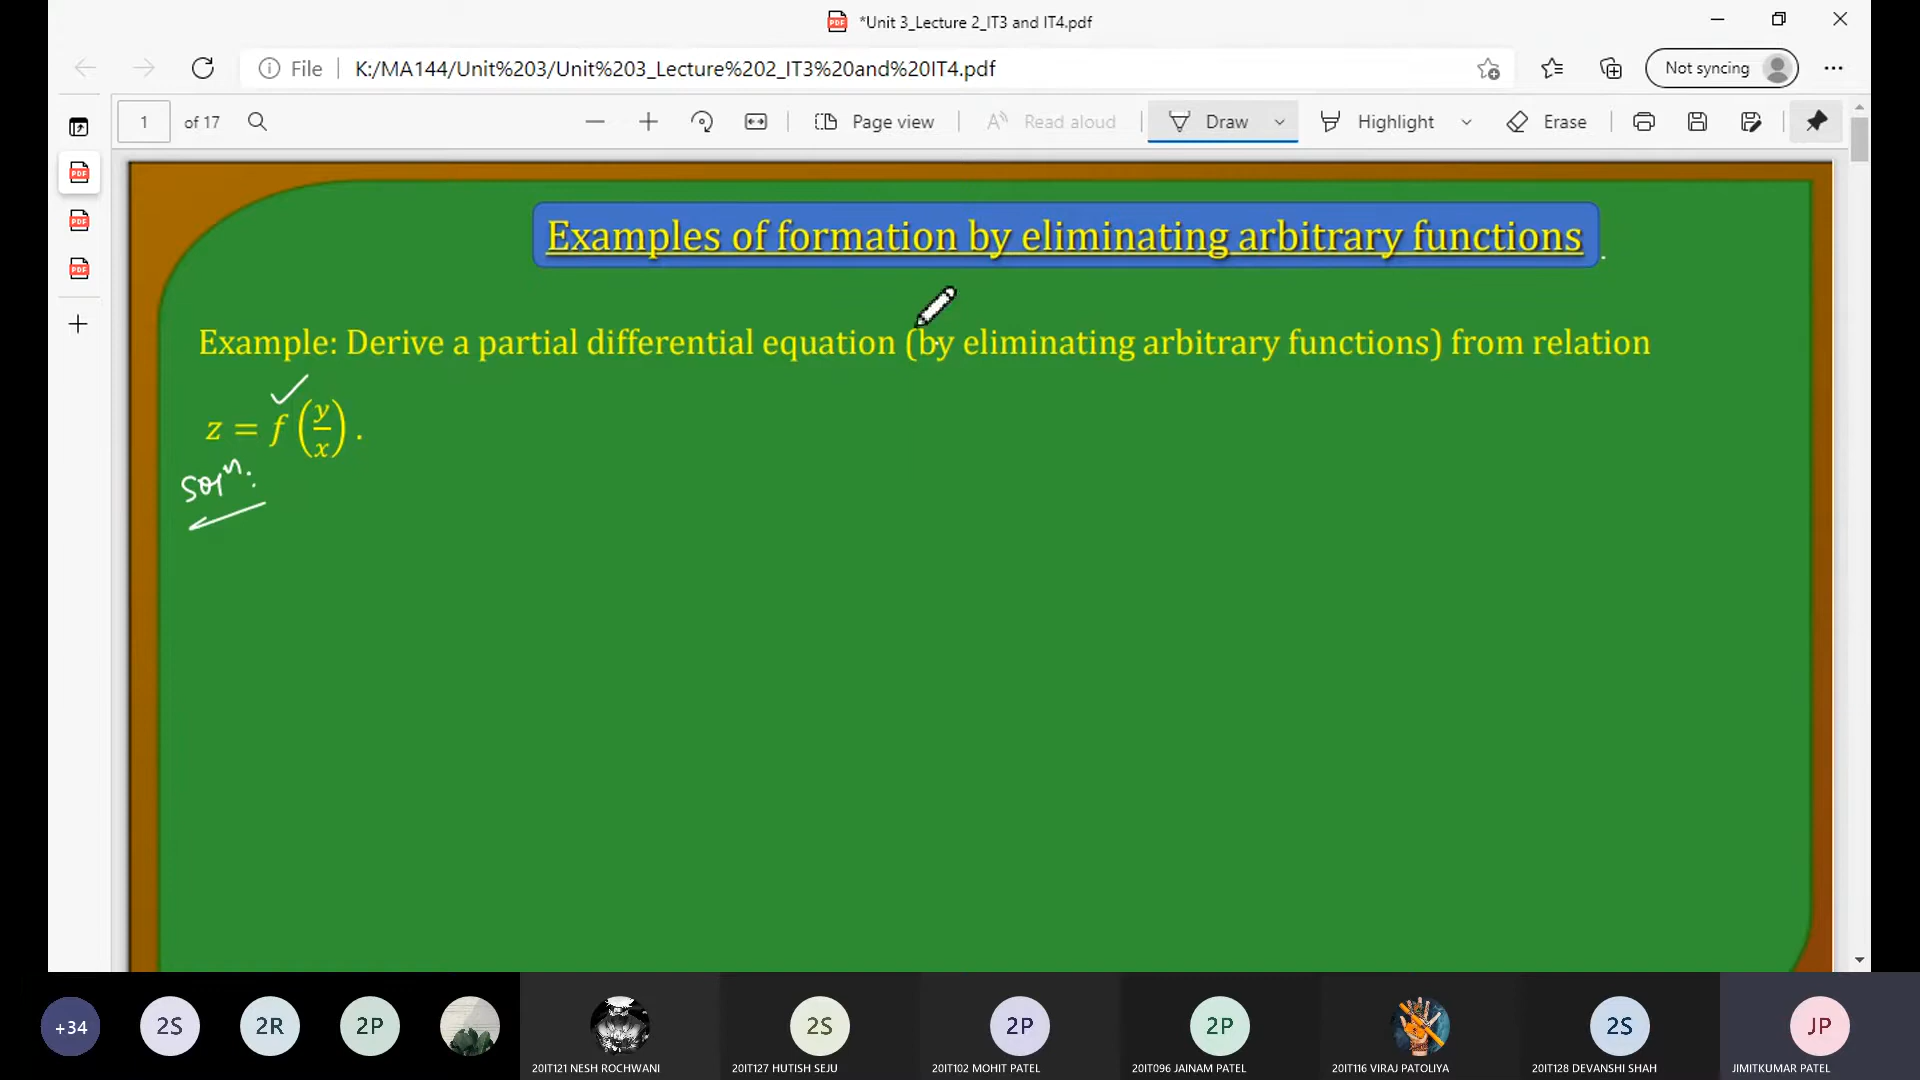 *Unit 3_Lecture 2_IT3 and IT4.pdf
File | K:/MA144/Unit%203/Unit%203_Lecture%202_IT3%20and%20IT4.pdf
Not syncing
1 of 17
Page view
Read aloud
Draw
Highlight
Erase
Examples of formation by eliminating arbitrary functions .
Example: Derive a partial differential equation (by eliminating arbitrary functions) from relation
z = f(y/x) .
Solⁿ:
+34 2S 2R 2P 2S 2P 2P 2S JP
20IT121 NESH ROCHWANI 20IT127 HUTISH SEJU 20IT102 MOHIT PATEL 20IT096 JAINAM PATEL 20IT116 VIRAJ PATOLIYA 20IT128 DEVANSHI SHAH JIMITKUMAR PATEL